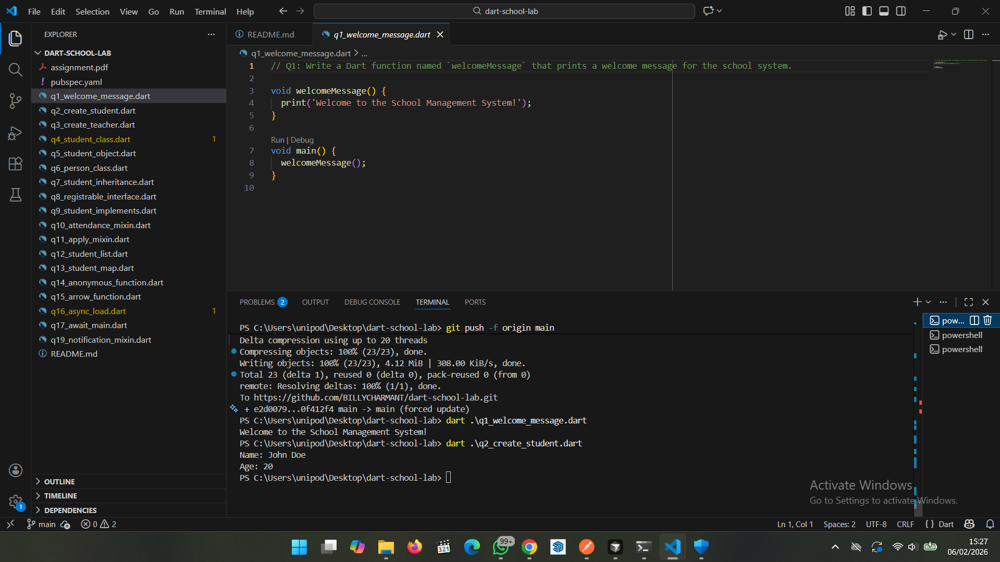 File Edit Selection View Go Run Terminal Help
dart-school-lab
EXPLORER
DART-SCHOOL-LAB
assignment.pdf
! pubspec.yaml
q1_welcome_message.dart
q2_create_student.dart
q3_create_teacher.dart
q4_student_class.dart 1
q5_student_object.dart
q6_person_class.dart
q7_student_inheritance.dart
q8_registrable_interface.dart
q9_student_implements.dart
q10_attendance_mixin.dart
q11_apply_mixin.dart
q12_student_list.dart
q13_student_map.dart
q14_anonymous_function.dart
q15_arrow_function.dart
q16_async_load.dart 1
q17_await_main.dart
q19_notification_mixin.dart
README.md
OUTLINE
TIMELINE
DEPENDENCIES
1
README.md
q1_welcome_message.dart
q1_welcome_message.dart > ...
1 // Q1: Write a Dart function named `welcomeMessage` that prints a welcome message for the school system.
2
3 void welcomeMessage() {
4 print('Welcome to the School Management System!');
5 }
6
Run | Debug
7 void main() {
8 welcomeMessage();
9 }
10
PROBLEMS 2 OUTPUT DEBUG CONSOLE TERMINAL PORTS
PS C:\Users\unipod\Desktop\dart-school-lab> git push -f origin main
Delta compression using up to 20 threads
Compressing objects: 100% (23/23), done.
Writing objects: 100% (23/23), 4.12 MiB | 308.00 KiB/s, done.
Total 23 (delta 1), reused 0 (delta 0), pack-reused 0 (from 0)
remote: Resolving deltas: 100% (1/1), done.
To https://github.com/BILLYCHARMANT/dart-school-lab.git
+ e2d0079...0f412f4 main -> main (forced update)
PS C:\Users\unipod\Desktop\dart-school-lab> dart .\q1_welcome_message.dart
Welcome to the School Management System!
PS C:\Users\unipod\Desktop\dart-school-lab> dart .\q2_create_student.dart
Name: John Doe
Age: 20
PS C:\Users\unipod\Desktop\dart-school-lab>
pow...
powershell
powershell
Activate Windows
Go to Settings to activate Windows.
main 0 2
Ln 1, Col 1 Spaces: 2 UTF-8 CRLF {} Dart
321
99+
15:27
06/02/2026